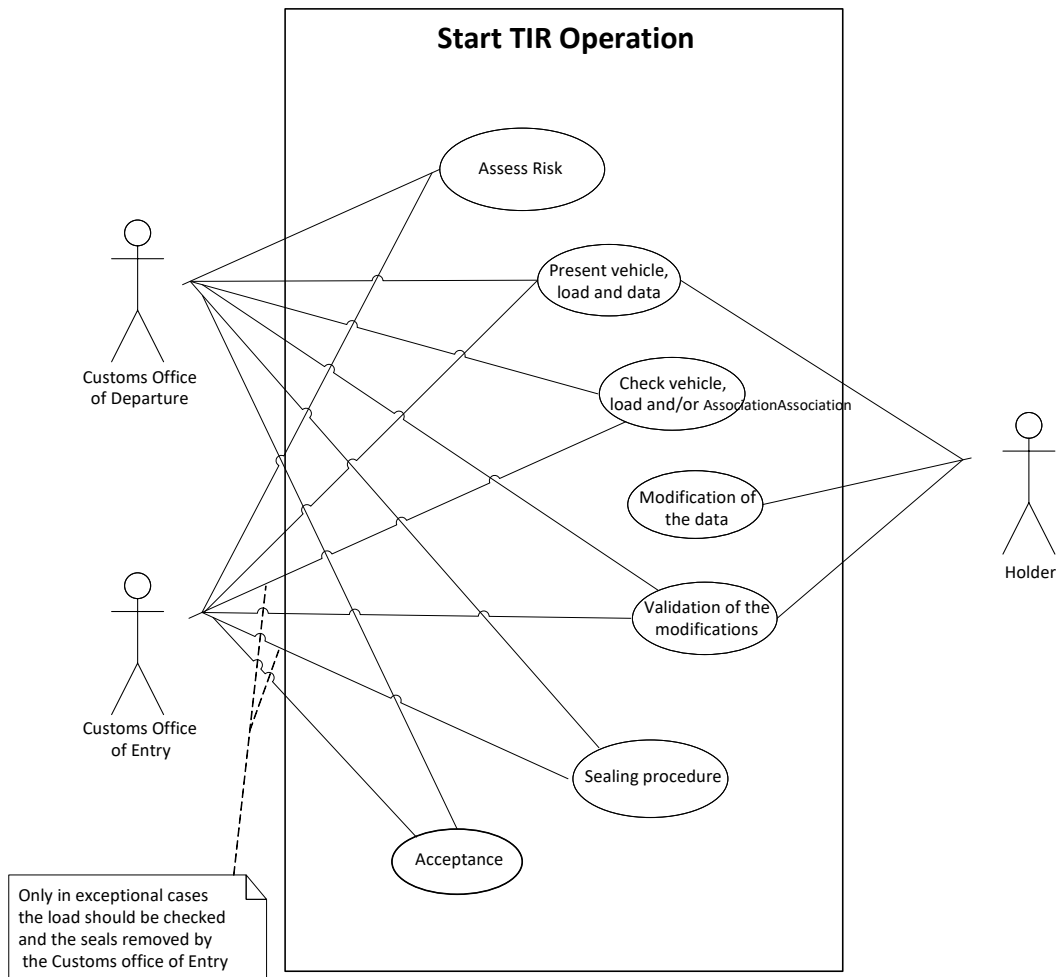 Start TIR Operation
Assess Risk
Present vehicle,
load and data
Customs Office
of Departure
Check vehicle,
load and/or AssociationAssociation
Modification of
the data
Holder
Validation of the
modifications
Customs Office
of Entry
Sealing procedure
Acceptance
Only in exceptional cases
the load should be checked
and the seals removed by
the Customs office of Entry